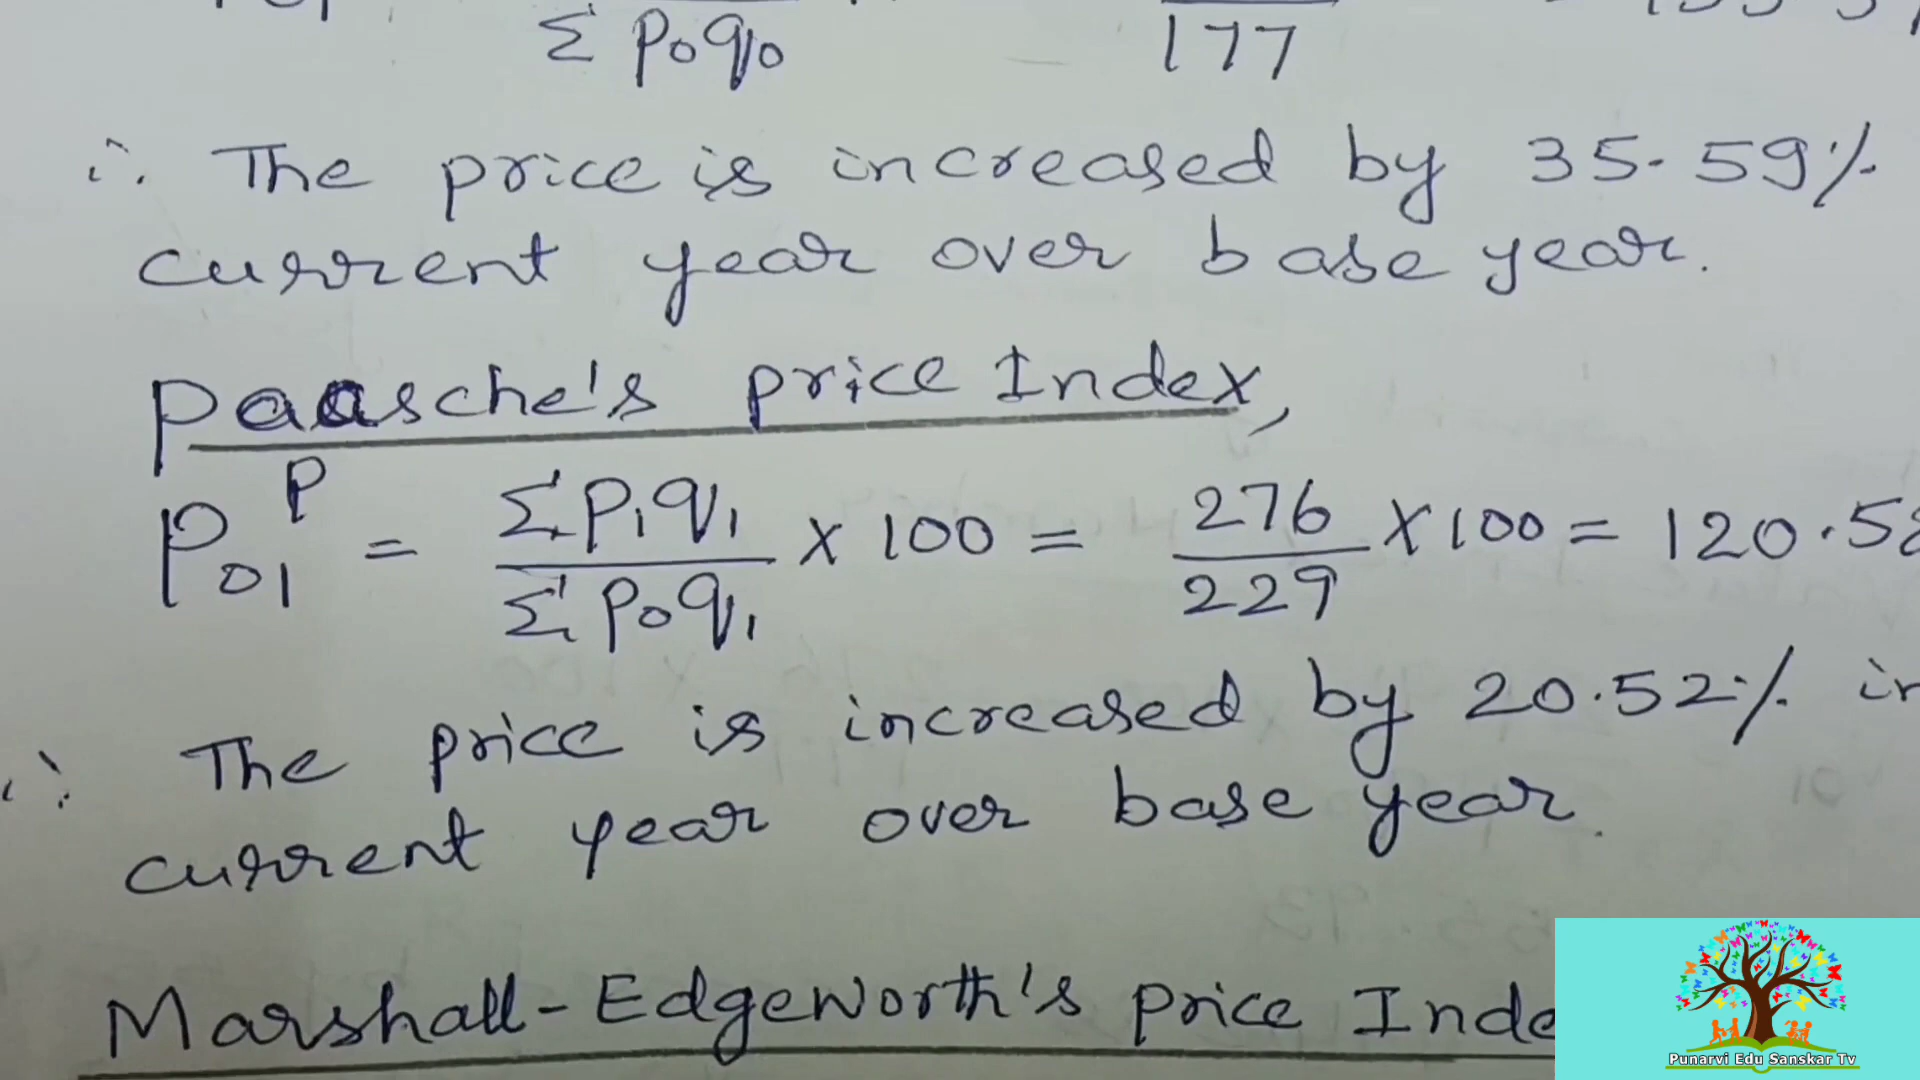 Σ p₀q₀ 177
∴ The price is increased by 35.59%
current year over base year.
Paasche's price Index,
P₀₁ᴾ = Σp₁q₁ / Σp₀q₁ × 100 = 276 / 229 × 100 = 120.52
∴ The price is increased by 20.52% in
current year over base year.
Marshall-Edgeworth's price Inde
Punarvi Edu Sanskar Tv